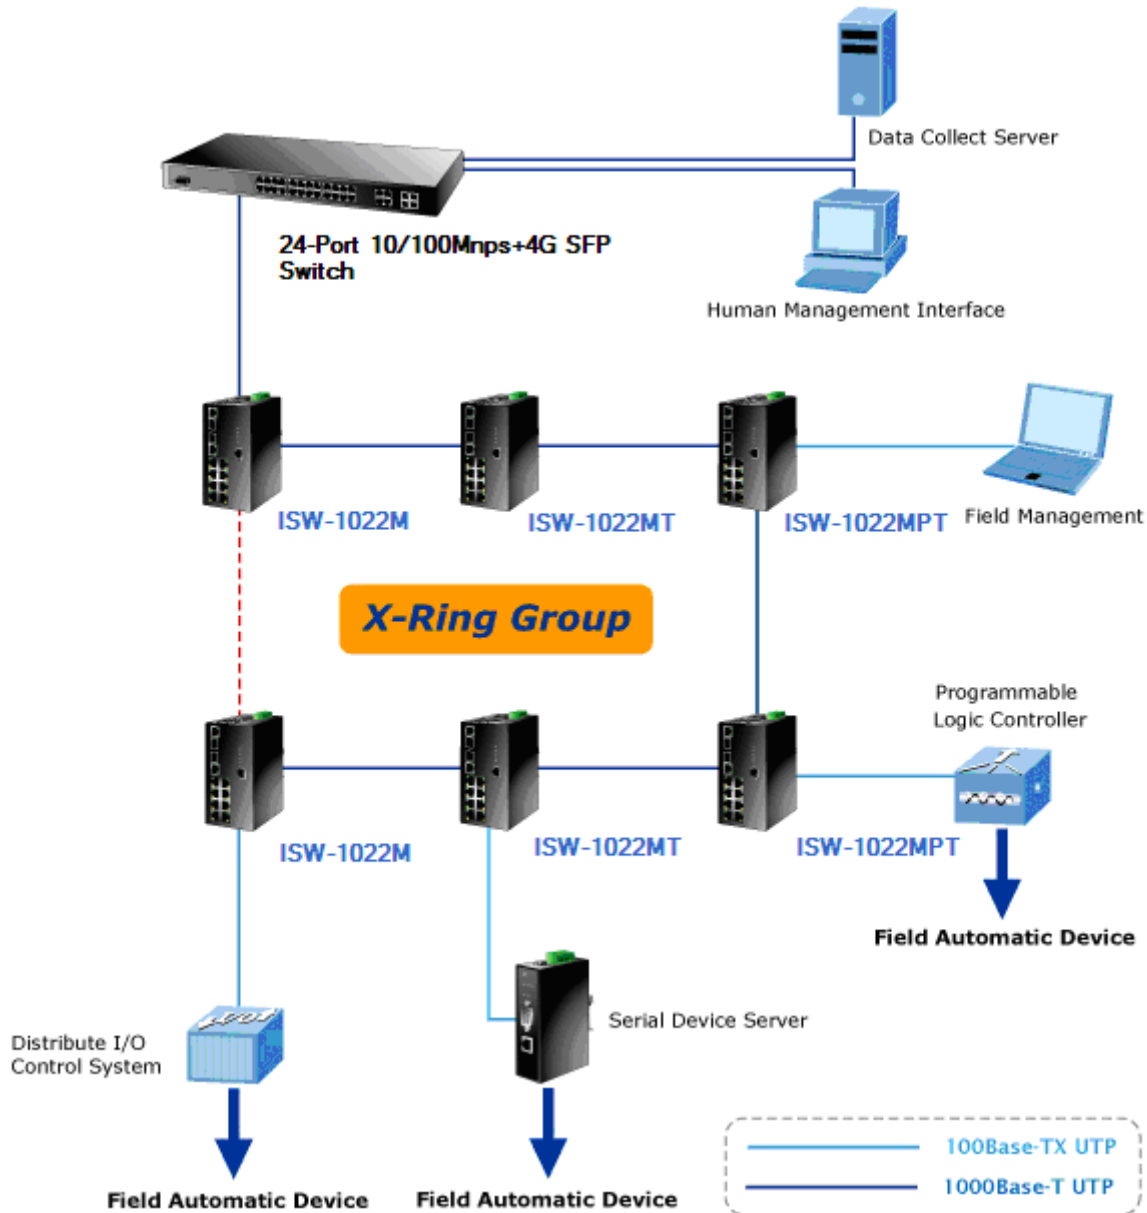 Data Collect Server
24-Port 10/100Mnps+4G SFP
Switch
Human Management Interface
ISW-1022M
ISW-1022MT
ISW-1022MPT
Field Management
X-Ring Group
Programmable
Logic Controller
ISW-1022M
ISW-1022MT
ISW-1022MPT
Field Automatic Device
Serial Device Server
Distribute I/O
Control System
100Base-TX UTP
1000Base-T UTP
Field Automatic Device
Field Automatic Device